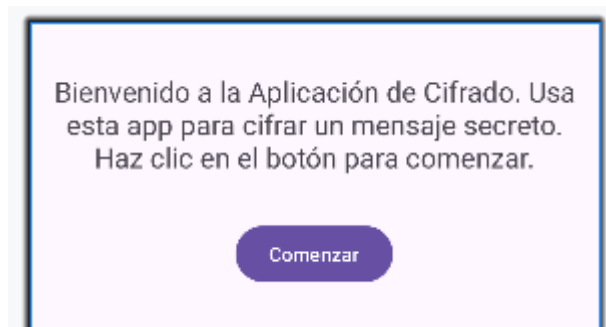 Bienvenido a la Aplicación de Cifrado. Usa
esta app para cifrar un mensaje secreto.
Haz clic en el botón para comenzar.
Comenzar